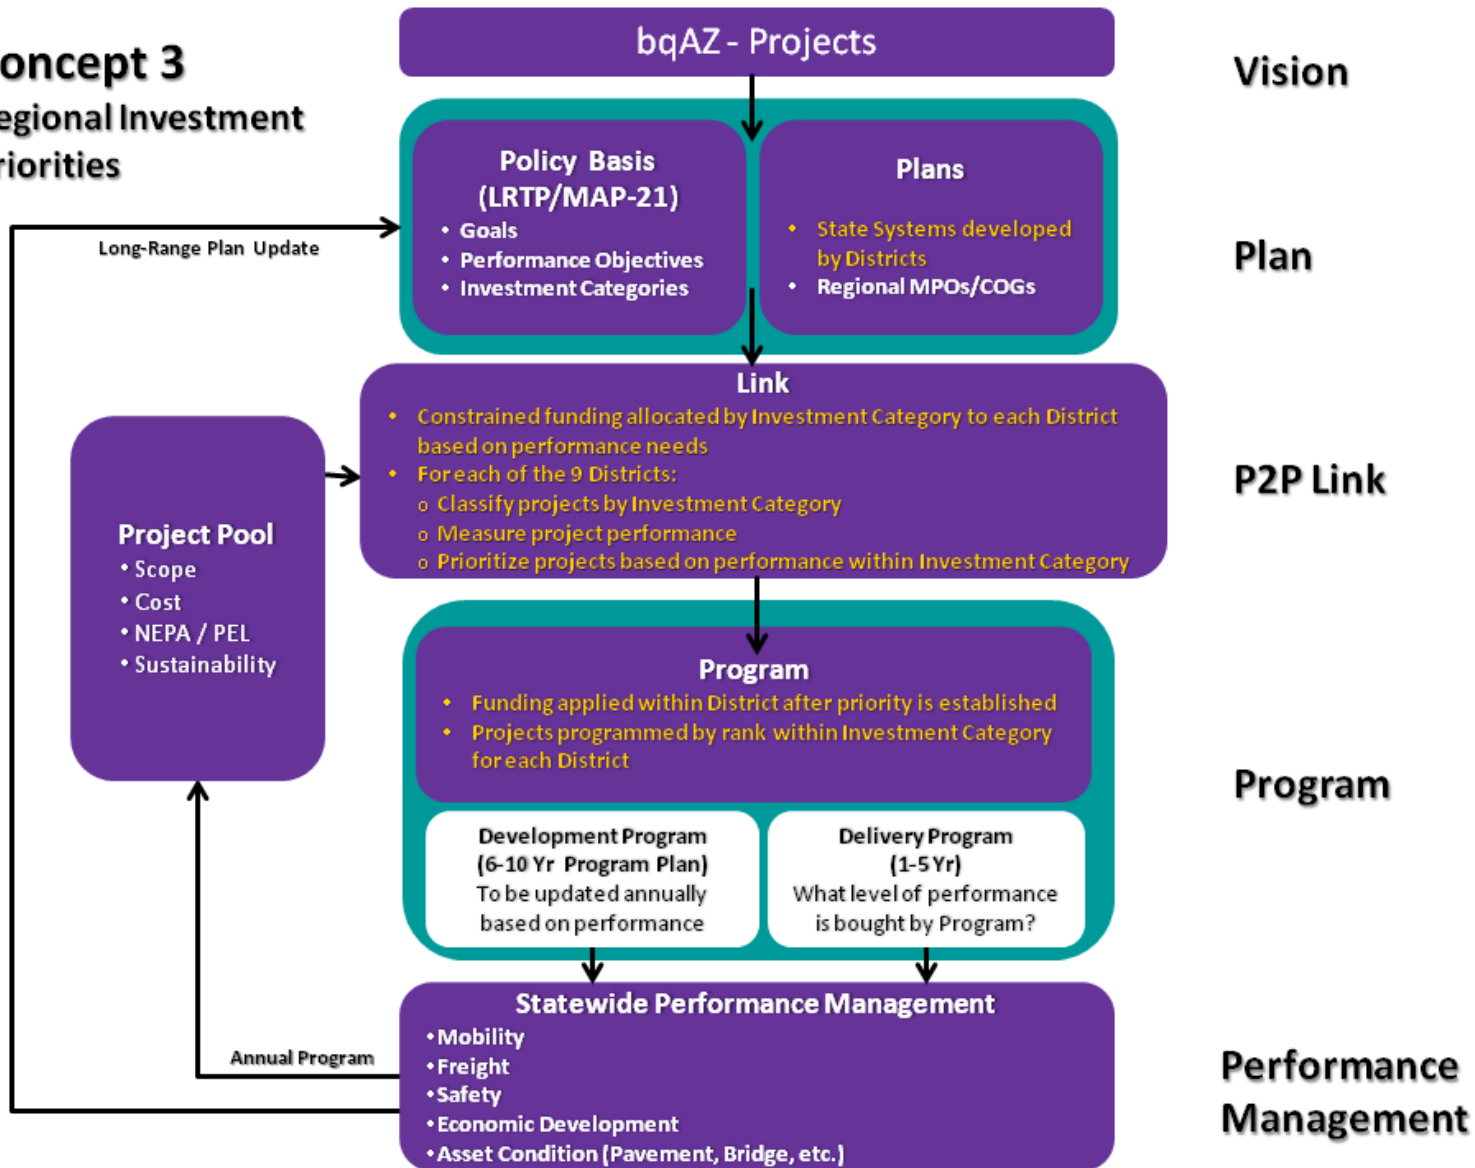 oncept 3
egional Investment
riorities
bqAZ - Projects
Vision
Policy Basis
(LRTP/MAP-21)
• Goals
• Performance Objectives
• Investment Categories
Plans
• State Systems developed
by Districts
• Regional MPOs/COGs
Plan
Long-Range Plan Update
Link
• Constrained funding allocated by Investment Category to each District
based on performance needs
• For each of the 9 Districts:
o Classify projects by Investment Category
o Measure project performance
o Prioritize projects based on performance within Investment Category
P2P Link
Project Pool
• Scope
• Cost
• NEPA / PEL
• Sustainability
Program
• Funding applied within District after priority is established
• Projects programmed by rank within Investment Category
for each District
Program
Development Program
(6-10 Yr Program Plan)
To be updated annually
based on performance
Delivery Program
(1-5 Yr)
What level of performance
is bought by Program?
Statewide Performance Management
• Mobility
• Freight
• Safety
• Economic Development
• Asset Condition (Pavement, Bridge, etc.)
Annual Program
Performance
Management